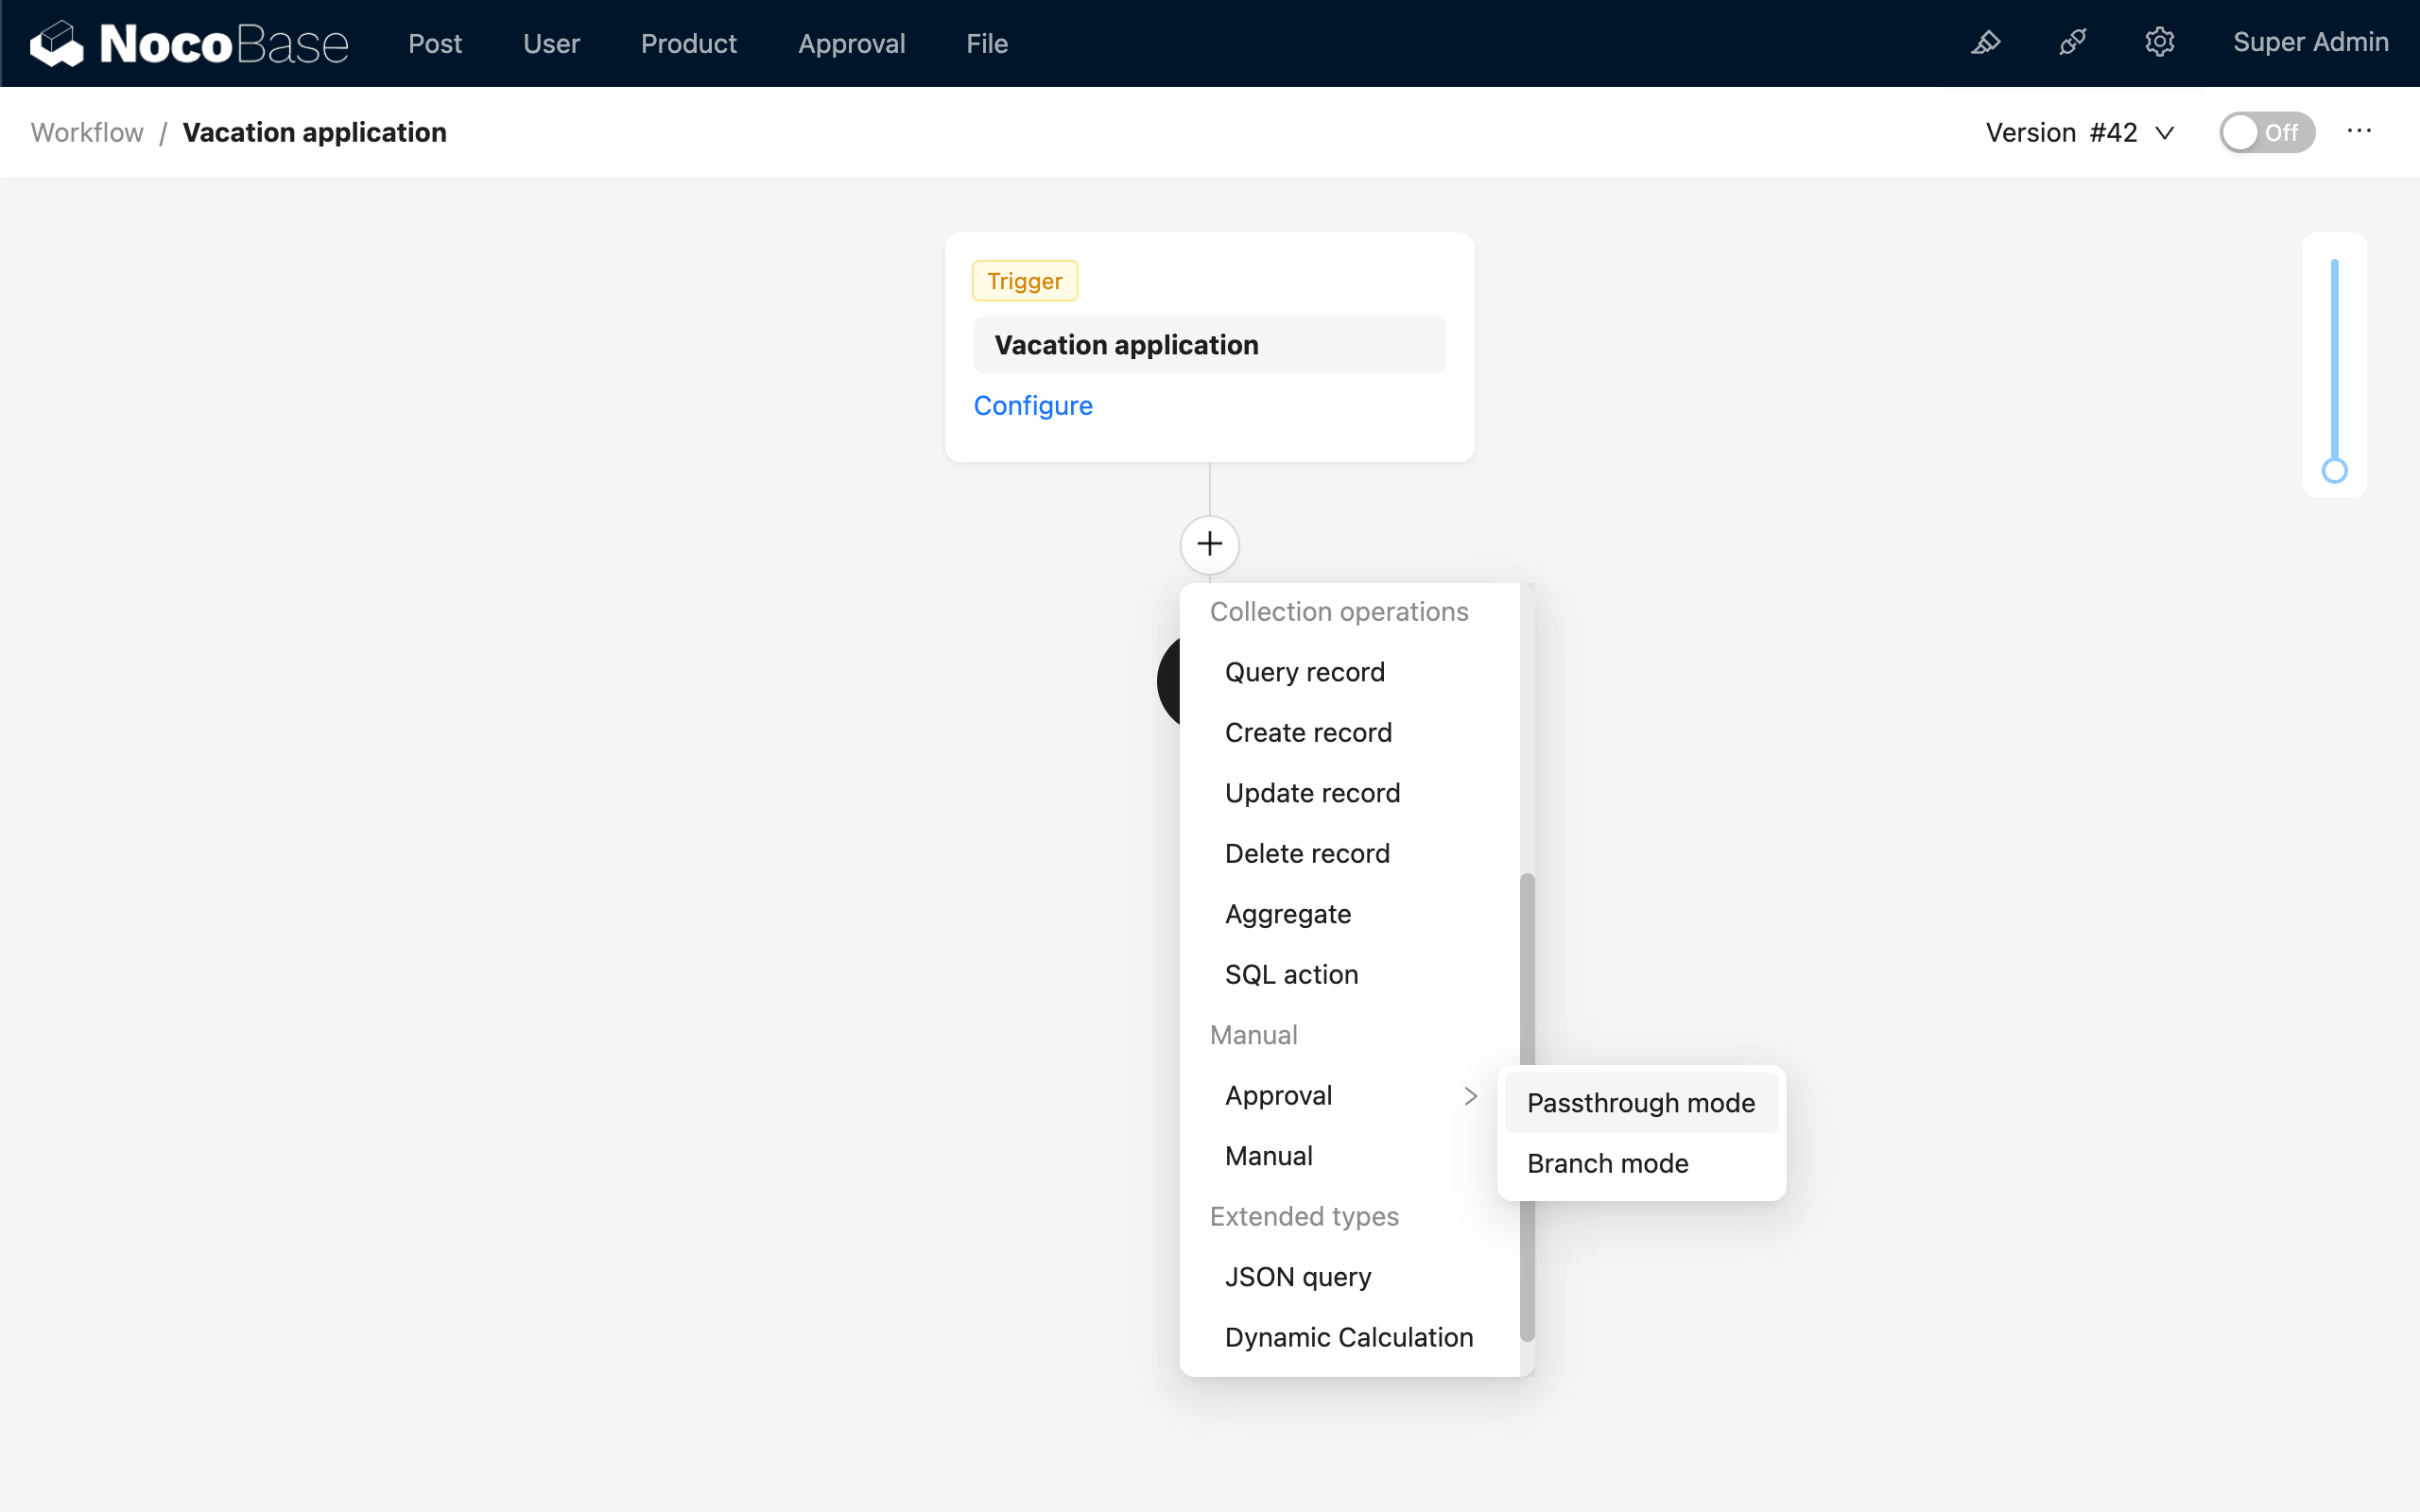 NocoBase Post User Product Approval File Super Admin
Workflow / Vacation application Version #42 Off ···
Trigger
Vacation application
Configure
Collection operations
Query record
Create record
Update record
Delete record
Aggregate
SQL action
Manual
Approval
Passthrough mode
Manual
Branch mode
Extended types
JSON query
Dynamic Calculation